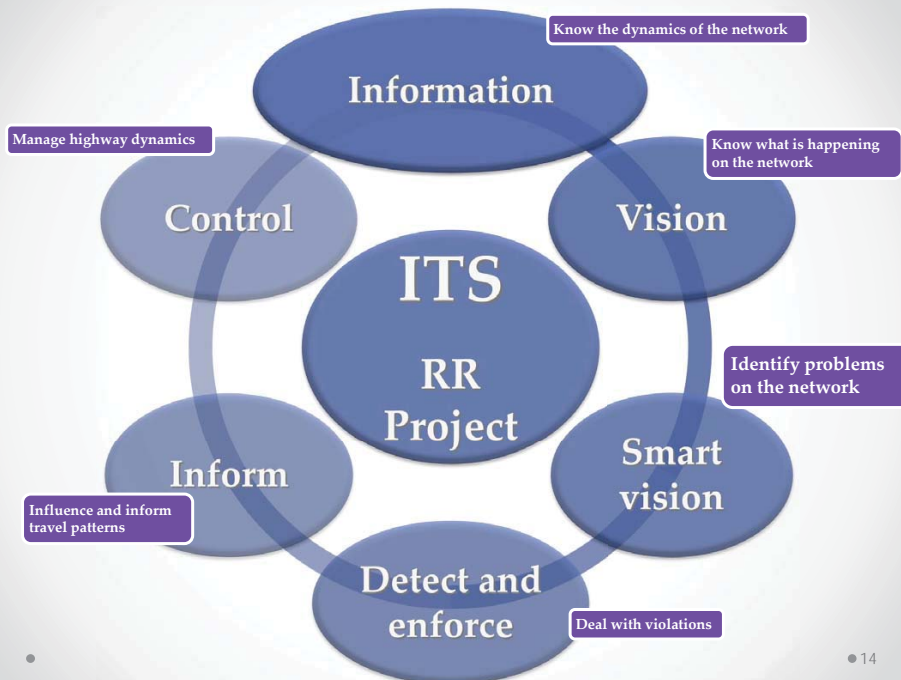 Know the dynamics of the network
Information
Manage highway dynamics
Know what is happening
on the network
Control
Vision
ITS
RR
Project
Identify problems
on the network
Inform
Smart
vision
Influence and inform
travel patterns
Detect and
enforce
Deal with violations
14